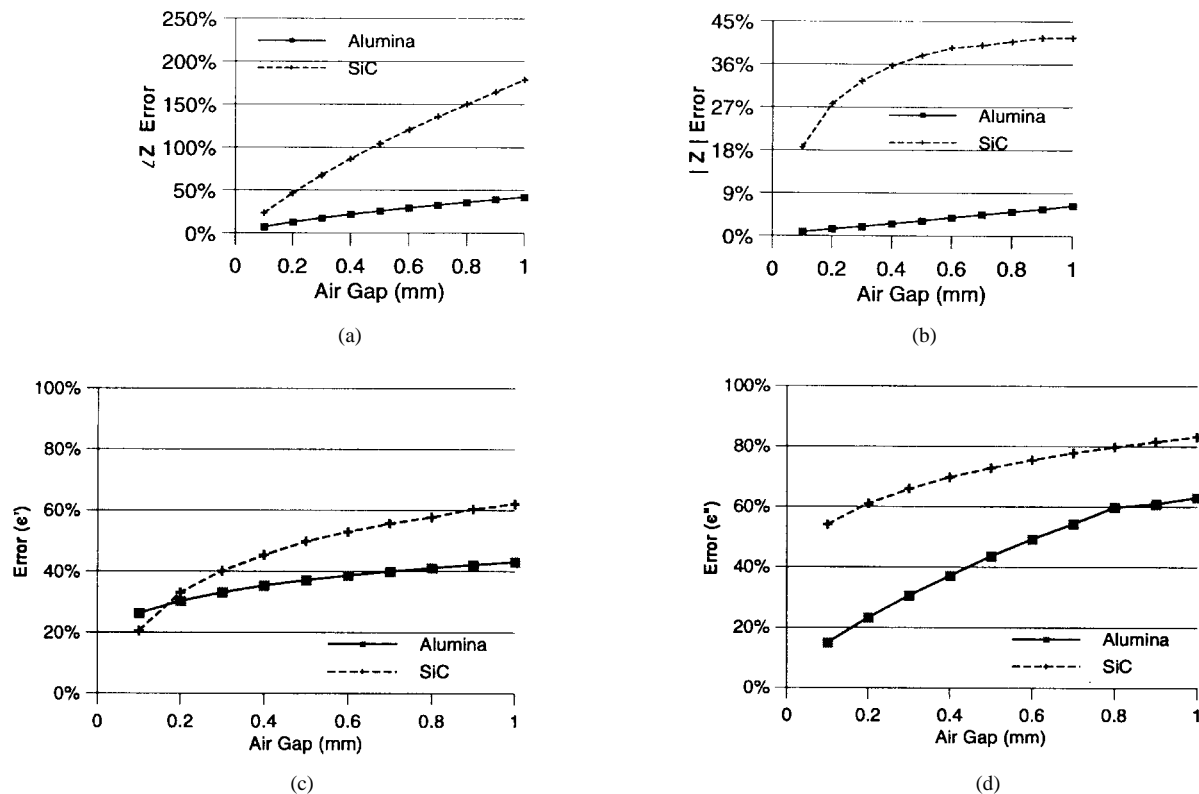 250%
200%
150%
100%
50%
0%
∠Z Error
Alumina
SiC
0 0.2 0.4 0.6 0.8 1
Air Gap (mm)
(a)
45%
36%
27%
18%
9%
0%
| Z | Error
Alumina
SiC
0 0.2 0.4 0.6 0.8 1
Air Gap (mm)
(b)
100%
80%
60%
40%
20%
0%
Error (ε')
Alumina
SiC
0 0.2 0.4 0.6 0.8 1
Air Gap (mm)
(c)
100%
80%
60%
40%
20%
0%
Error (ε")
Alumina
SiC
0 0.2 0.4 0.6 0.8 1
Air Gap (mm)
(d)